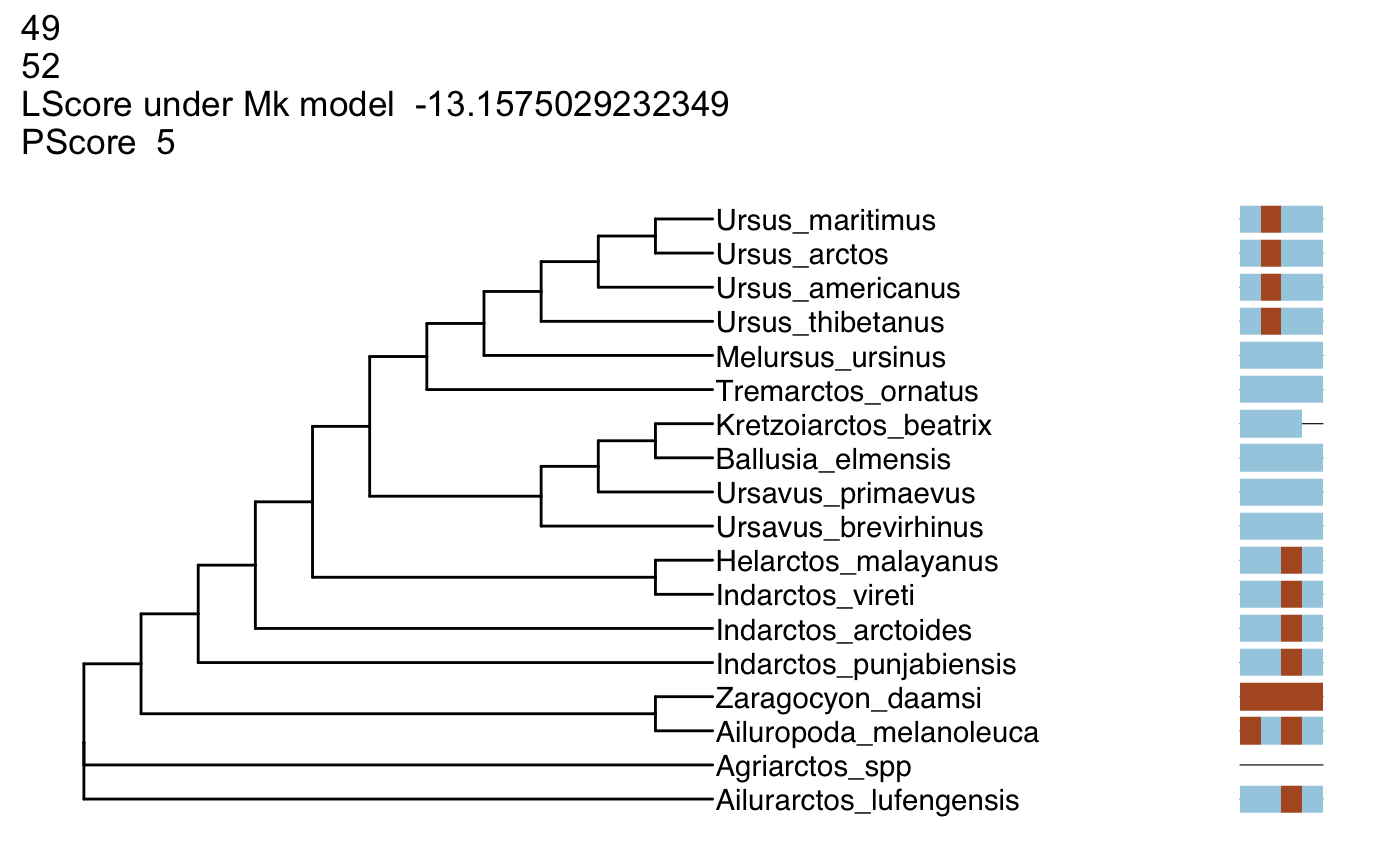 49
52
LScore under Mk model -13.1575029232349
PScore 5
Ursus_maritimus
Ursus_arctos
Ursus_americanus
Ursus_thibetanus
Melursus_ursinus
Tremarctos_ornatus
Kretzoiarctos_beatrix
Ballusia_elmensis
Ursavus_primaevus
Ursavus_brevirhinus
Helarctos_malayanus
Indarctos_vireti
Indarctos_arctoides
Indarctos_punjabiensis
Zaragocyon_daamsi
Ailuropoda_melanoleuca
Agriarctos_spp
Ailurarctos_lufengensis